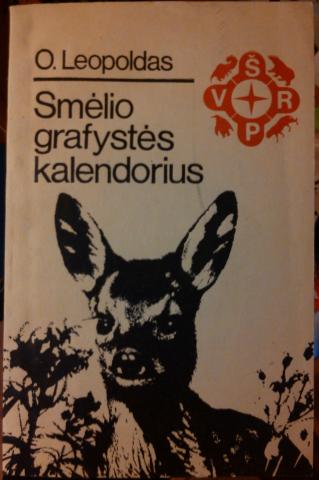 O. Leopoldas
Smėlio
grafystės
kalendorius
Š
V R
P